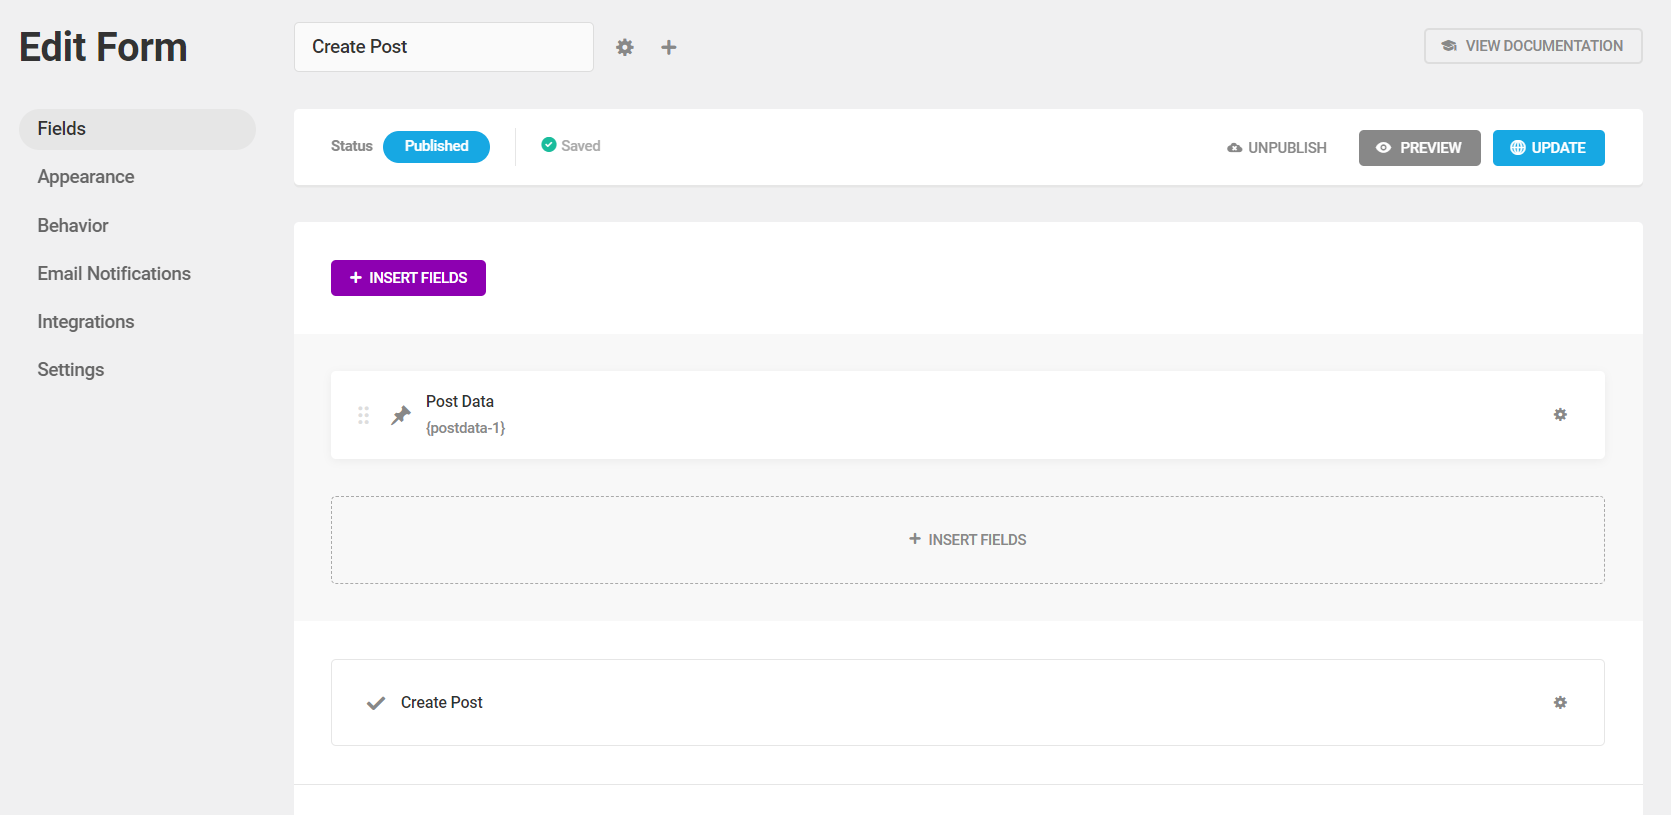 Edit Form
Create Post
VIEW DOCUMENTATION
Fields
Appearance
Behavior
Email Notifications
Integrations
Settings
Status Published Saved
UNPUBLISH PREVIEW UPDATE
+ INSERT FIELDS
Post Data
{postdata-1}
+ INSERT FIELDS
Create Post